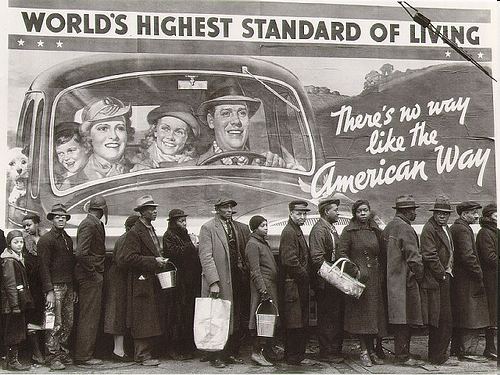 WORLD'S HIGHEST STANDARD OF LIVING
There's no way
like the
American Way